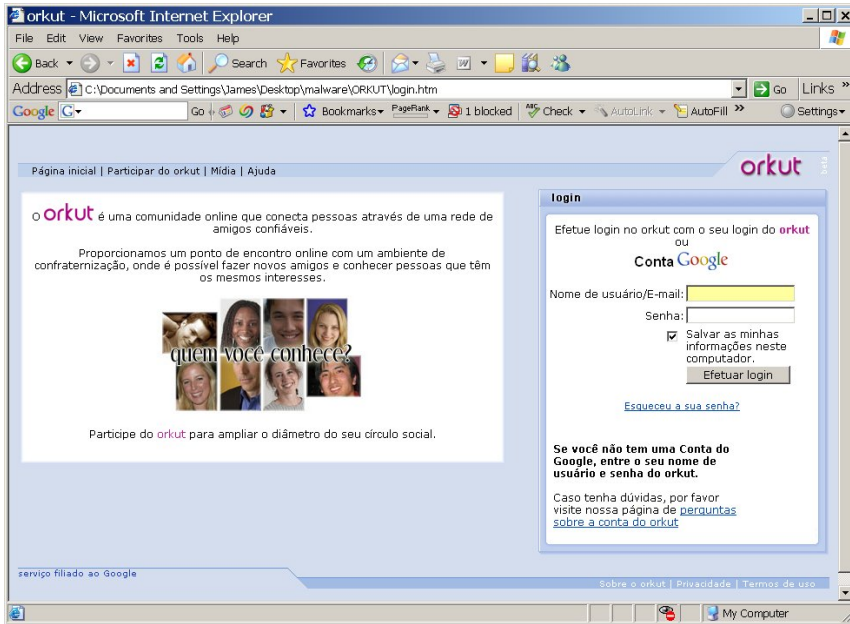 orkut - Microsoft Internet Explorer
File Edit View Favorites Tools Help
Back Search Favorites
Address C:\Documents and Settings\James\Desktop\malware\ORKUT\login.htm Go Links »
Google G Go Bookmarks PageRank 1 blocked ABC Check AutoLink AutoFill » Settings
Página inicial | Participar do orkut | Mídia | Ajuda
orkut beta
O orkut é uma comunidade online que conecta pessoas através de uma rede de
amigos confiáveis.
Proporcionamos um ponto de encontro online com um ambiente de
confraternização, onde é possível fazer novos amigos e conhecer pessoas que têm
os mesmos interesses.
quem você conhece?
Participe do orkut para ampliar o diâmetro do seu círculo social.
login
Efetue login no orkut com o seu login do orkut
ou
Conta Google
Nome de usuário/E-mail:
Senha:
Salvar as minhas
informações neste
computador.
Efetuar login
Esqueceu a sua senha?
Se você não tem uma Conta do
Google, entre o seu nome de
usuário e senha do orkut.
Caso tenha dúvidas, por favor
visite nossa página de perguntas
sobre a conta do orkut
serviço filiado ao Google
Sobre o orkut | Privacidade | Termos de uso
My Computer